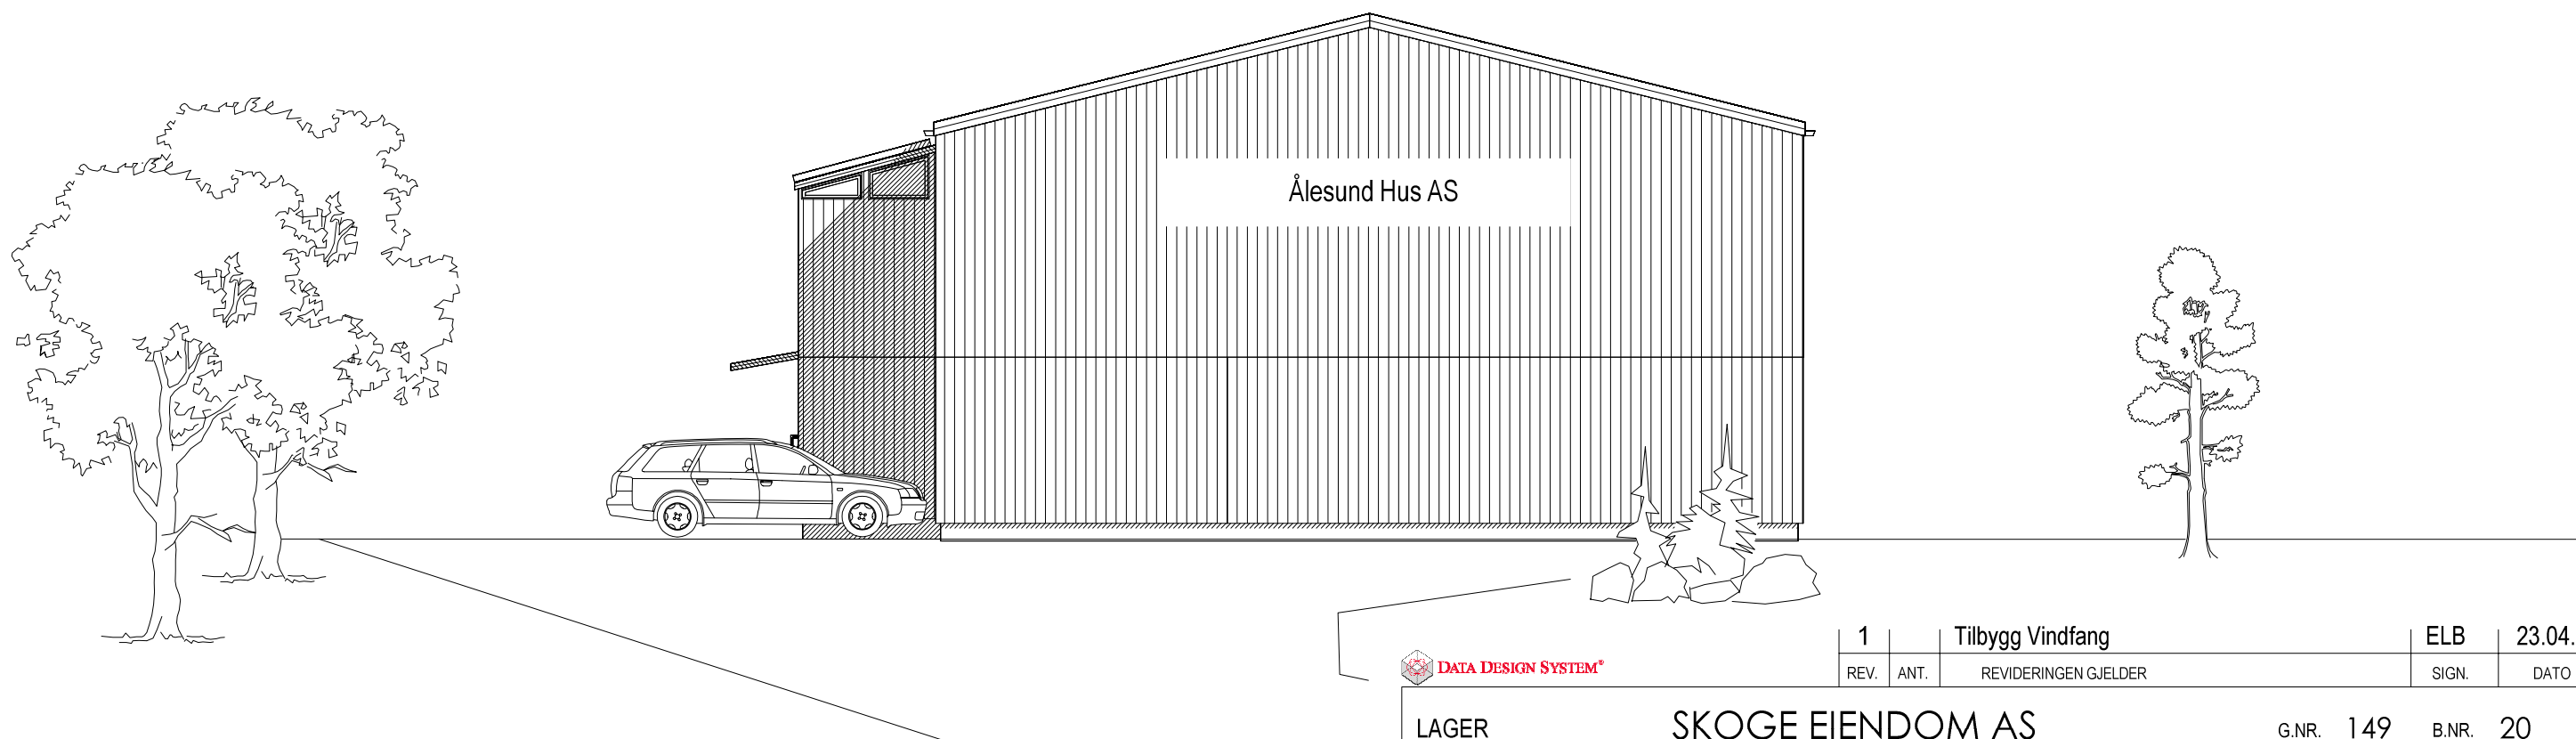 Ålesund Hus AS
1 Tilbygg Vindfang ELB 23.04.
DATA DESIGN SYSTEM®
REV. ANT. REVIDERINGEN GJELDER SIGN. DATO
LAGER SKOGE EIENDOM AS G.NR. 149 B.NR. 20